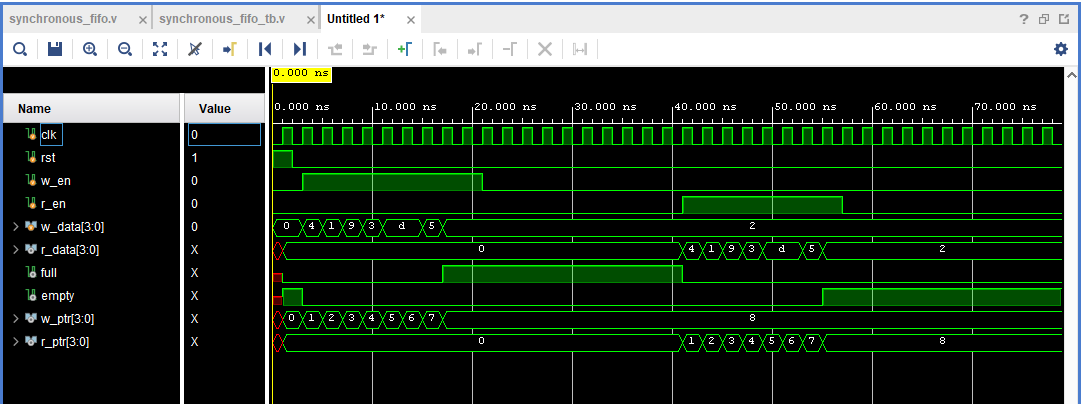 synchronous_fifo.v × synchronous_fifo_tb.v × Untitled 1* × ?
0.000 ns
Name Value 0.000 ns 10.000 ns 20.000 ns 30.000 ns 40.000 ns 50.000 ns 60.000 ns 70.000 ns
clk 0
rst 1
w_en 0
r_en 0
w_data[3:0] 0 0 4 1 9 3 d 5 2
r_data[3:0] X 0 4 1 9 3 d 5 2
full X
empty X
w_ptr[3:0] X 0 1 2 3 4 5 6 7 8
r_ptr[3:0] X 0 1 2 3 4 5 6 7 8